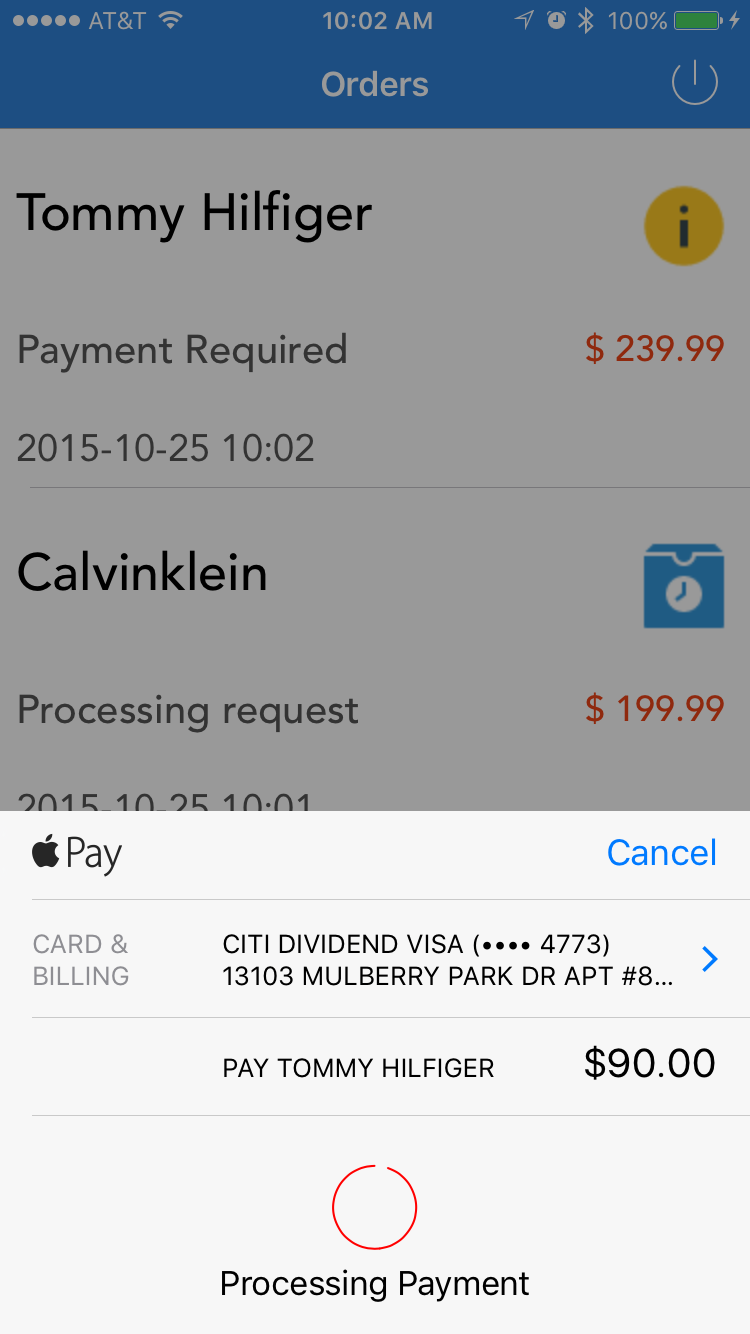 AT&T 10:02 AM 100%
Orders
Tommy Hilfiger
Payment Required $ 239.99
2015-10-25 10:02
Calvinklein
Processing request $ 199.99
2015-10-25 10:01
Pay Cancel
CARD & CITI DIVIDEND VISA (•••• 4773)
BILLING 13103 MULBERRY PARK DR APT #8...
PAY TOMMY HILFIGER $90.00
Processing Payment